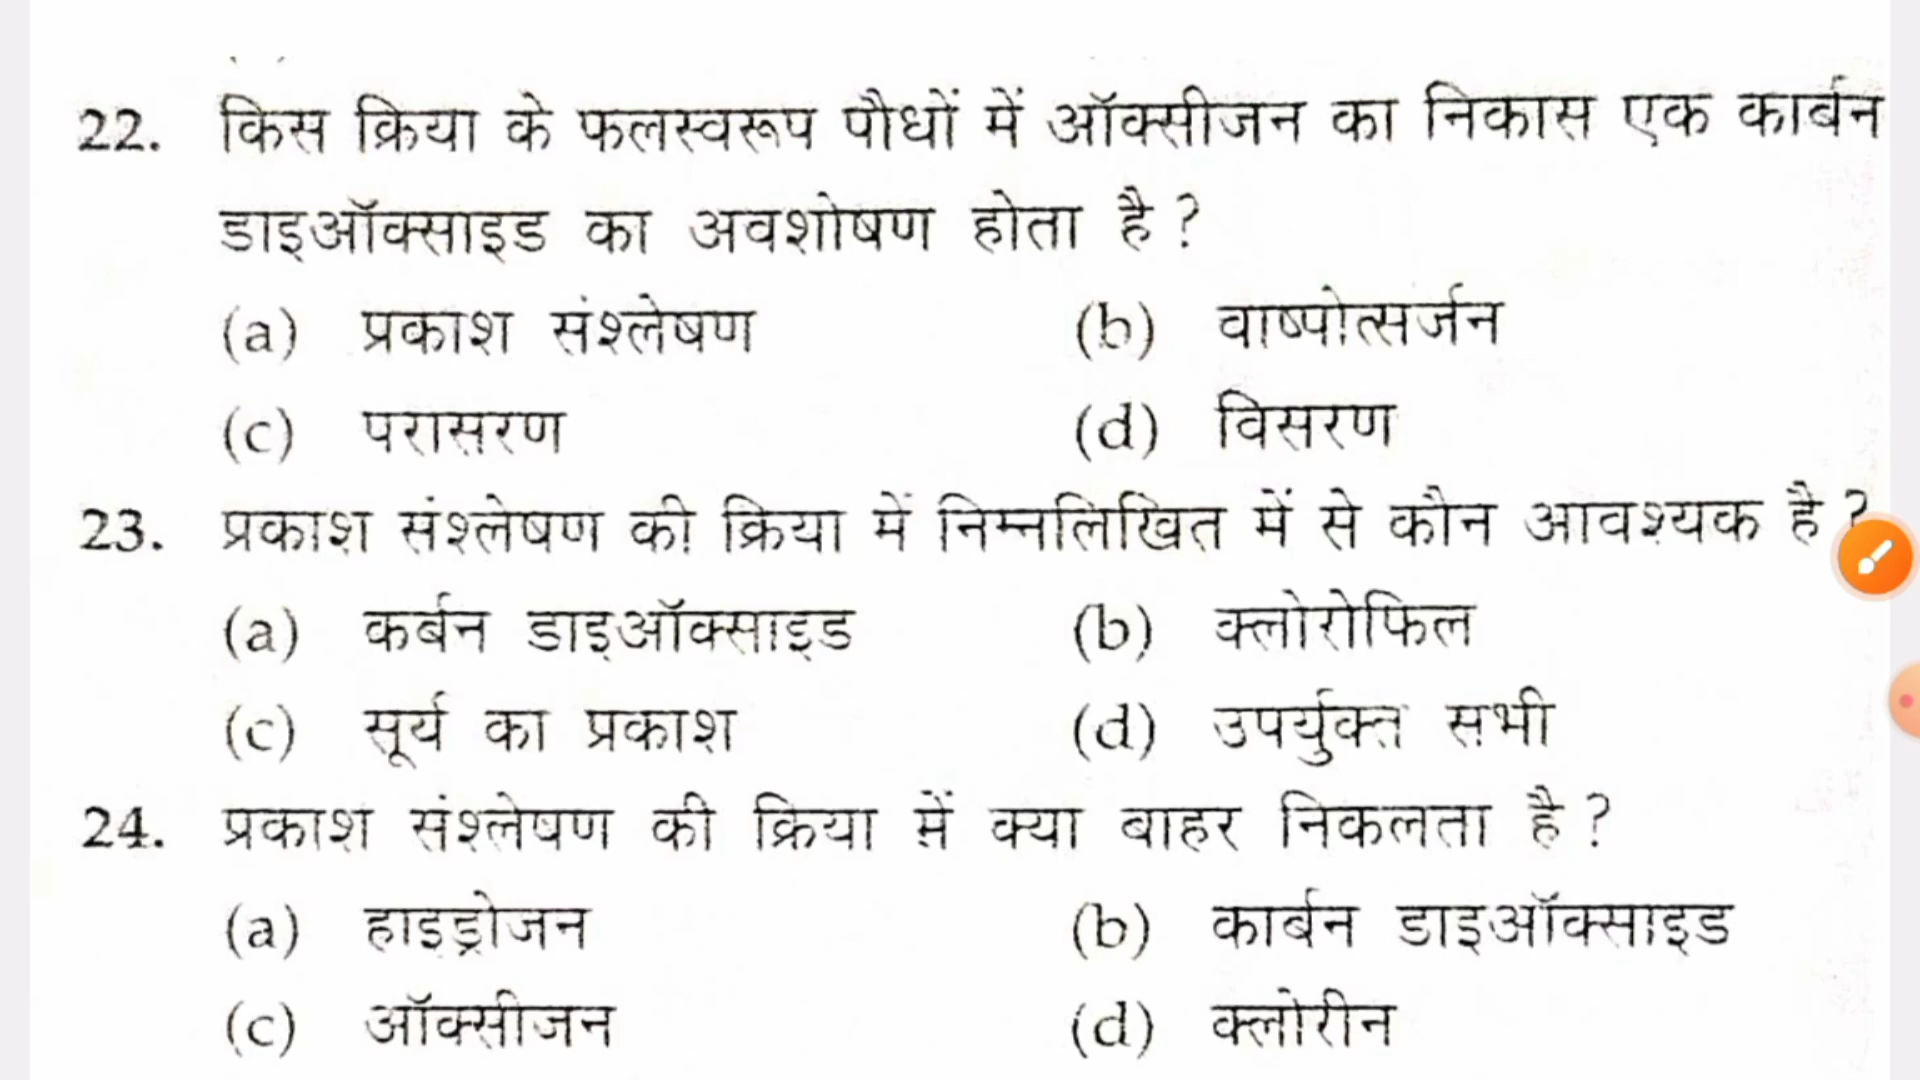 22. किस क्रिया के फलस्वरूप पौधों में ऑक्सीजन का निकास एक कार्बन
डाइऑक्साइड का अवशोषण होता है ?
(a) प्रकाश संश्लेषण (b) वाष्पोत्सर्जन
(c) परासरण (d) विसरण
23. प्रकाश संश्लेषण की क्रिया में निम्नलिखित में से कौन आवश्यक है ?
(a) कर्बन डाइऑक्साइड (b) क्लोरोफिल
(c) सूर्य का प्रकाश (d) उपर्युक्त सभी
24. प्रकाश संश्लेषण की क्रिया में क्या बाहर निकलता है ?
(a) हाइड्रोजन (b) कार्बन डाइऑक्साइड
(c) ऑक्सीजन (d) क्लोरीन